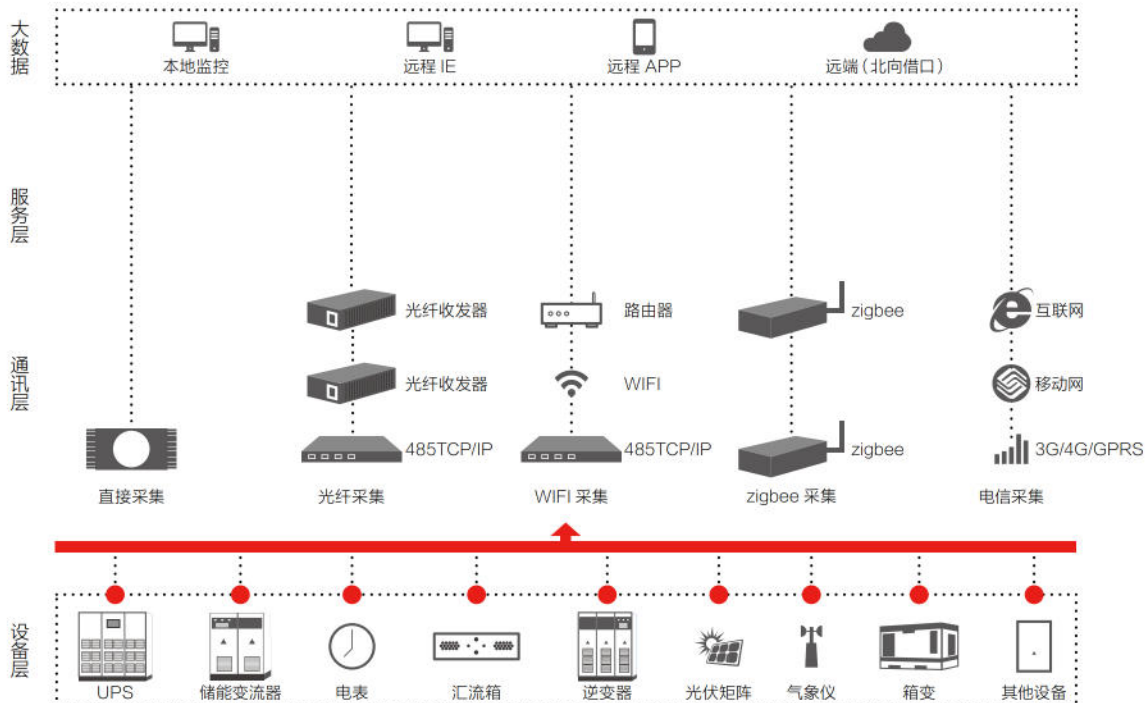 大数据
本地监控
远程 IE
远程 APP
远端（北向借口）
服务层
光纤收发器
路由器
zigbee
互联网
通讯层
光纤收发器
WIFI
移动网
485TCP/IP
485TCP/IP
zigbee
3G/4G/GPRS
直接采集
光纤采集
WIFI 采集
zigbee 采集
电信采集
设备层
UPS
储能变流器
电表
汇流箱
逆变器
光伏矩阵
气象仪
箱变
其他设备